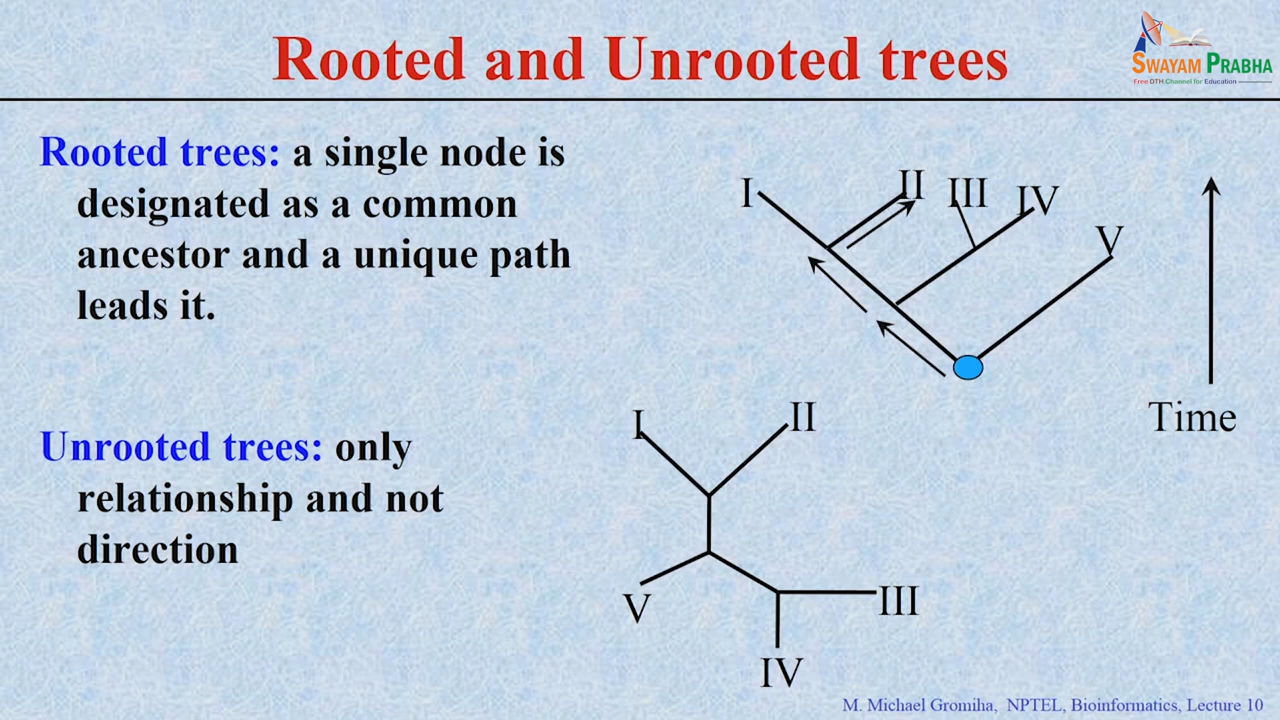 Rooted and Unrooted trees
SWAYAM PRABHA
Free DTH Channel for Education
Rooted trees: a single node is
designated as a common
ancestor and a unique path
leads it.
I
II
III
IV
V
Time
Unrooted trees: only
relationship and not
direction
I
II
V
III
IV
M. Michael Gromiha, NPTEL, Bioinformatics, Lecture 10